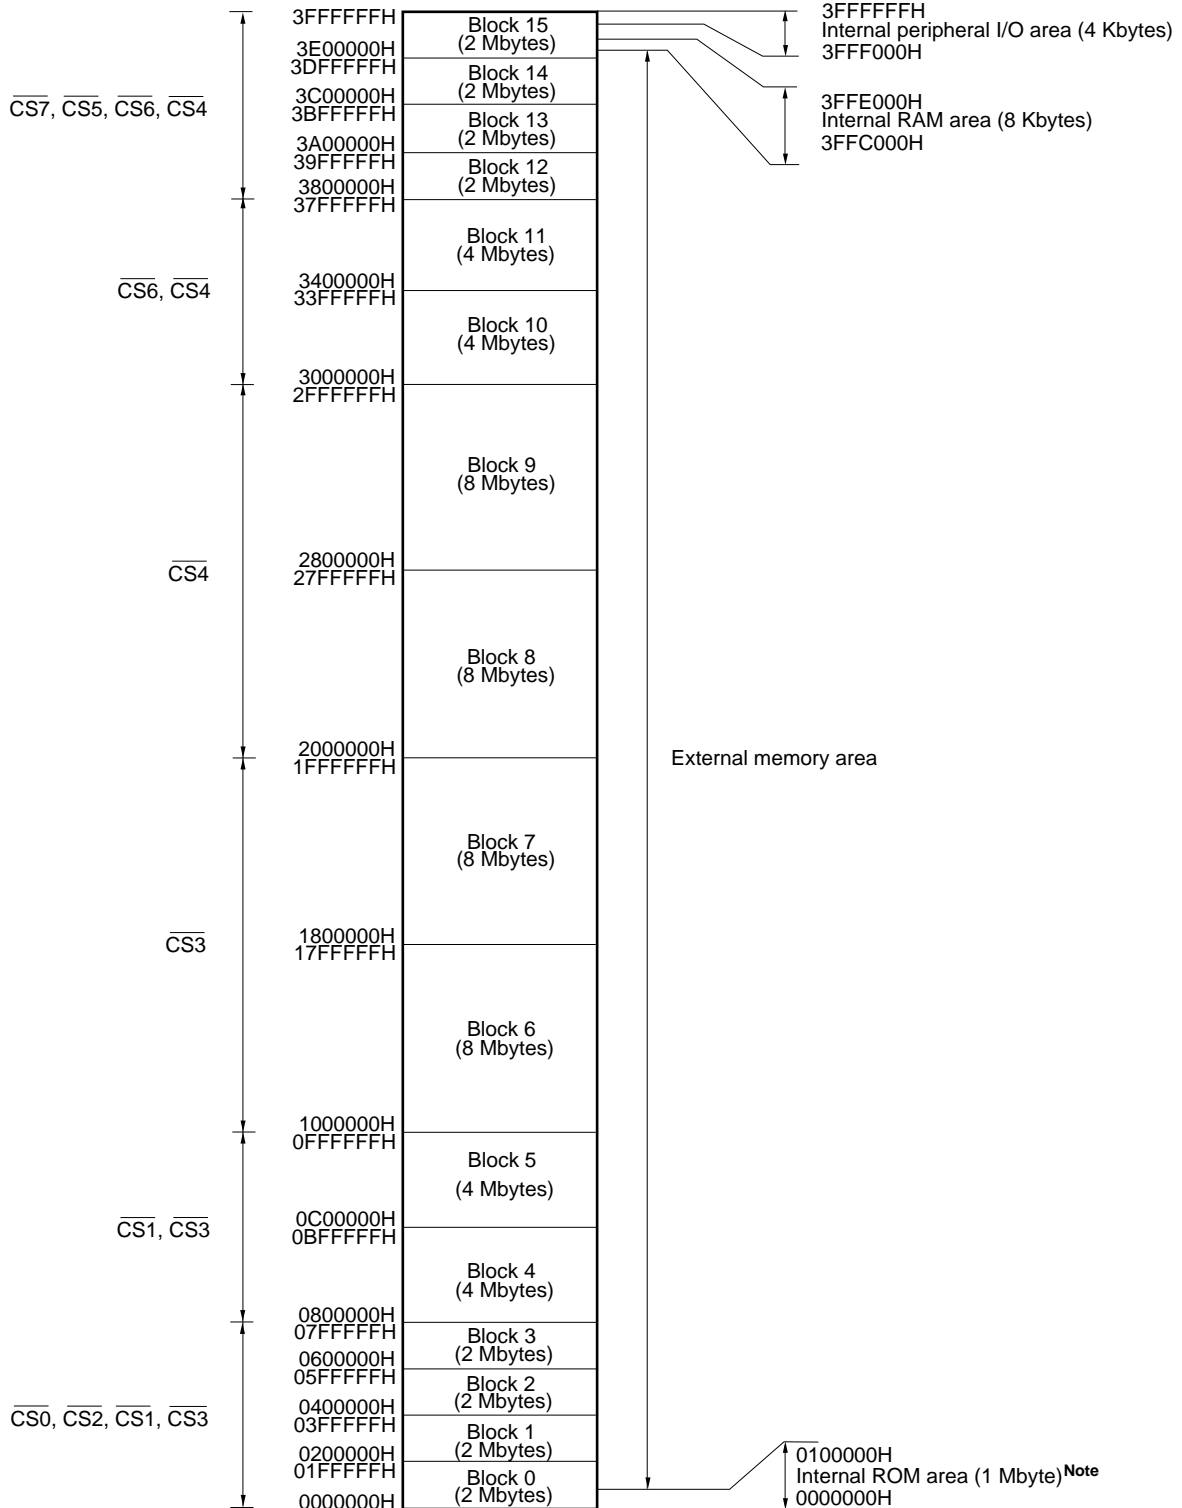 3FFFFFFH
Block 15
(2 Mbytes)
3E00000H
3DFFFFFH
Block 14
(2 Mbytes)
3C00000H
3BFFFFFH
Block 13
(2 Mbytes)
3A00000H
39FFFFFH
Block 12
(2 Mbytes)
3800000H
37FFFFFH
Block 11
(4 Mbytes)
3400000H
33FFFFFH
Block 10
(4 Mbytes)
3000000H
2FFFFFFH
Block 9
(8 Mbytes)
2800000H
27FFFFFH
Block 8
(8 Mbytes)
2000000H
1FFFFFFH
Block 7
(8 Mbytes)
1800000H
17FFFFFH
Block 6
(8 Mbytes)
1000000H
0FFFFFFH
Block 5
(4 Mbytes)
0C00000H
0BFFFFFH
Block 4
(4 Mbytes)
0800000H
07FFFFFH
Block 3
(2 Mbytes)
0600000H
05FFFFFH
Block 2
(2 Mbytes)
0400000H
03FFFFFH
Block 1
(2 Mbytes)
0200000H
01FFFFFH
Block 0
(2 Mbytes)
0000000H
CS7, CS5, CS6, CS4
CS6, CS4
CS4
CS3
CS1, CS3
CS0, CS2, CS1, CS3
3FFFFFFH
Internal peripheral I/O area (4 Kbytes)
3FFF000H
3FFE000H
Internal RAM area (8 Kbytes)
3FFC000H
External memory area
0100000H
Internal ROM area (1 Mbyte)Note
0000000H